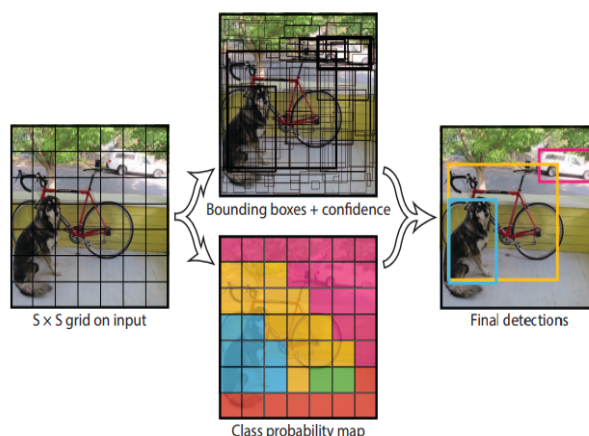 Bounding boxes + confidence
S × S grid on input
Final detections
Class probability map